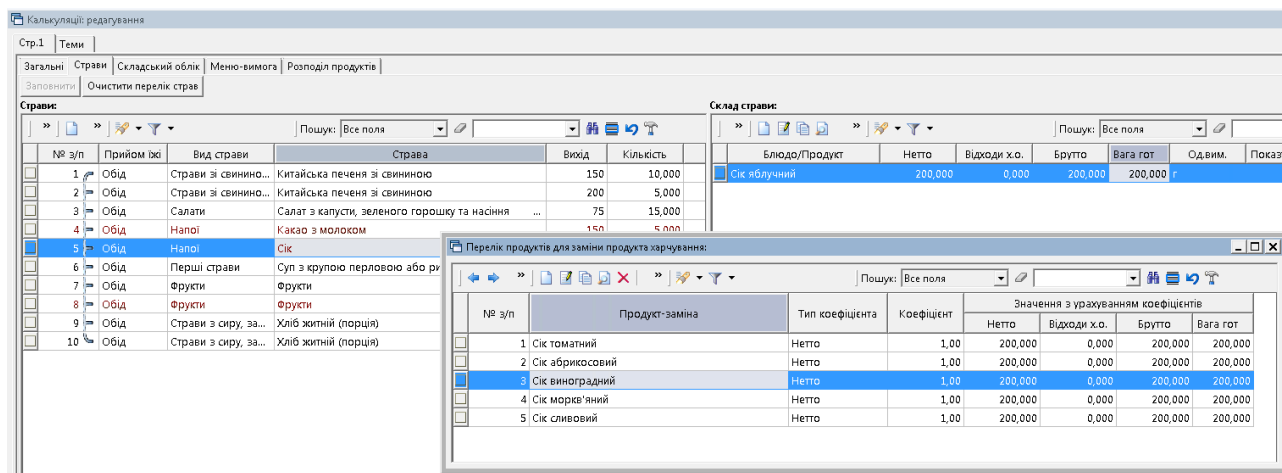 Калькуляції: редагування
Стр.1 Теми
Загальні Страви Складський облік Меню-вимога Розподіл продуктів
Заповнити Очистити перелік страв
Страви:
» » Пошук: Все поля
№ з/п Прийом їжі Вид страви Страва Вихід Кількість
1 Обід Страви зі свинино... Китайська печеня зі свининою 150 10,000
2 Обід Страви зі свинино... Китайська печеня зі свининою 200 5,000
3 Обід Салати Салат з капусти, зеленого горошку та насіння ... 75 15,000
4 Обід Напої Какао з молоком 150 5,000
5 Обід Напої Сік
6 Обід Перші страви Суп з крупою перловою або ри
7 Обід Фрукти Фрукти
8 Обід Фрукти Фрукти
9 Обід Страви з сиру, за... Хліб житній (порція)
10 Обід Страви з сиру, за... Хліб житній (порція)
Склад страви:
» » Пошук: Все поля
Блюдо/Продукт Нетто Відходи х.о. Брутто Вага гот Од.вим. Показ
Сік яблучний 200,000 0,000 200,000 200,000 г
Перелік продуктів для заміни продукта харчування:
» » Пошук: Все поля
№ з/п Продукт-заміна Тип коефіцієнта Коефіцієнт Значення з урахуванням коефіцієнтів
Нетто Відходи х.о. Брутто Вага гот
1 Сік томатний Нетто 1,00 200,000 0,000 200,000 200,000
2 Сік абрикосовий Нетто 1,00 200,000 0,000 200,000 200,000
3 Сік виноградний Нетто 1,00 200,000 0,000 200,000 200,000
4 Сік моркв'яний Нетто 1,00 200,000 0,000 200,000 200,000
5 Сік сливовий Нетто 1,00 200,000 0,000 200,000 200,000